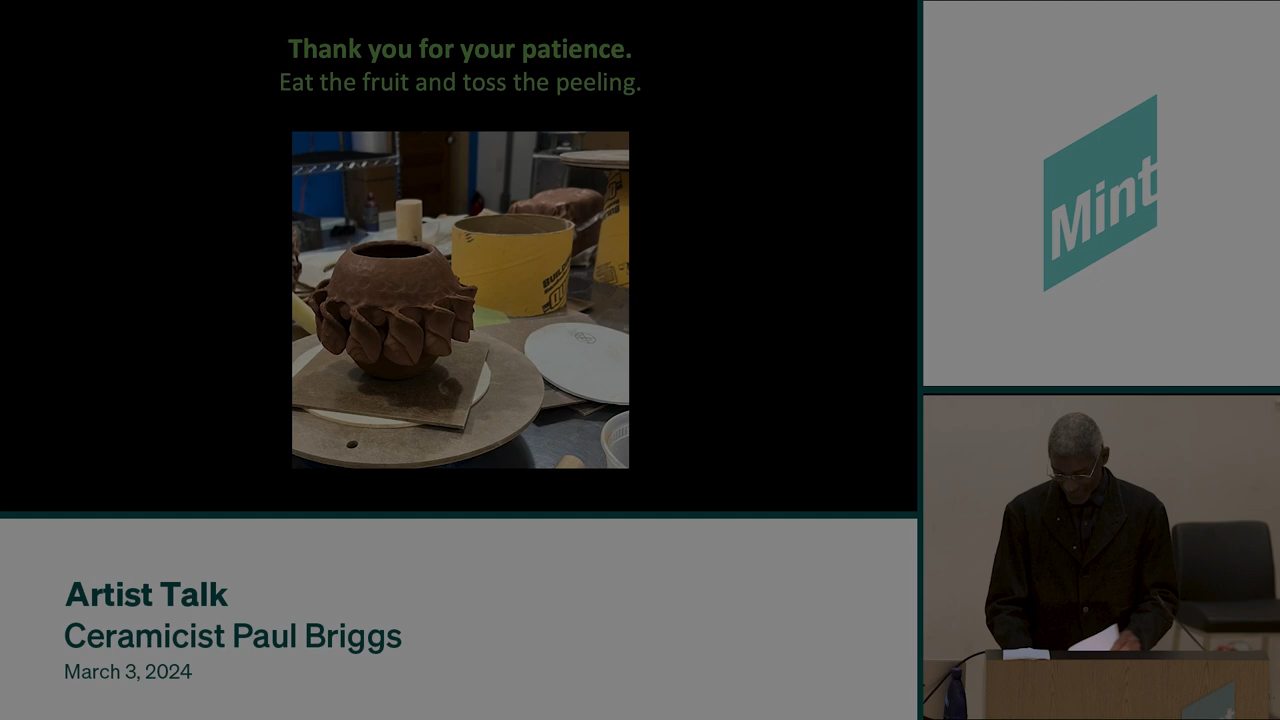 Thank you for your patience.
Eat the fruit and toss the peeling.
Mint
Artist Talk
Ceramicist Paul Briggs
March 3, 2024